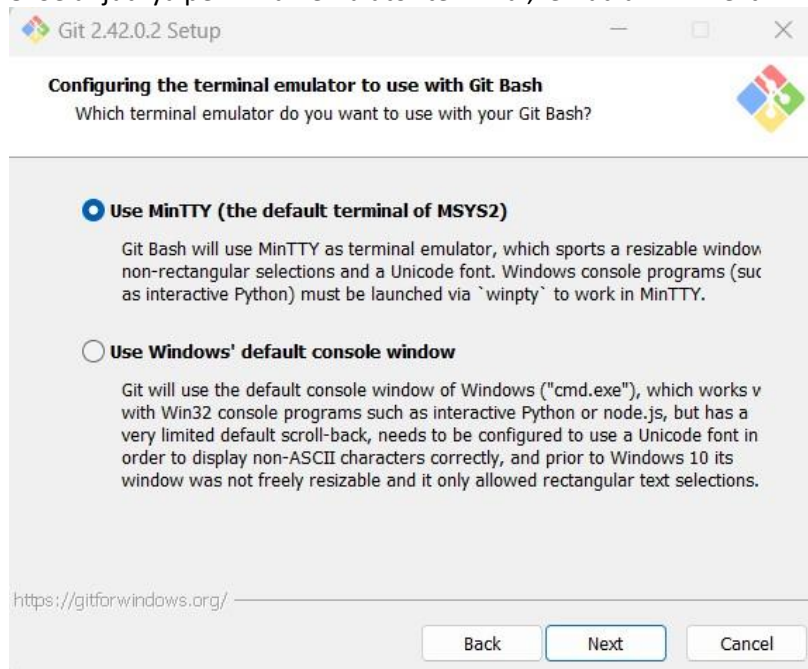 Git 2.42.0.2 Setup
Configuring the terminal emulator to use with Git Bash
Which terminal emulator do you want to use with your Git Bash?
Use MinTTY (the default terminal of MSYS2)
Git Bash will use MinTTY as terminal emulator, which sports a resizable window
non-rectangular selections and a Unicode font. Windows console programs (suc
as interactive Python) must be launched via `winpty` to work in MinTTY.
Use Windows' default console window
Git will use the default console window of Windows ("cmd.exe"), which works
with Win32 console programs such as interactive Python or node.js, but has a
very limited default scroll-back, needs to be configured to use a Unicode font in
order to display non-ASCII characters correctly, and prior to Windows 10 its
window was not freely resizable and it only allowed rectangular text selections.
https://gitforwindows.org/
Back Next Cancel